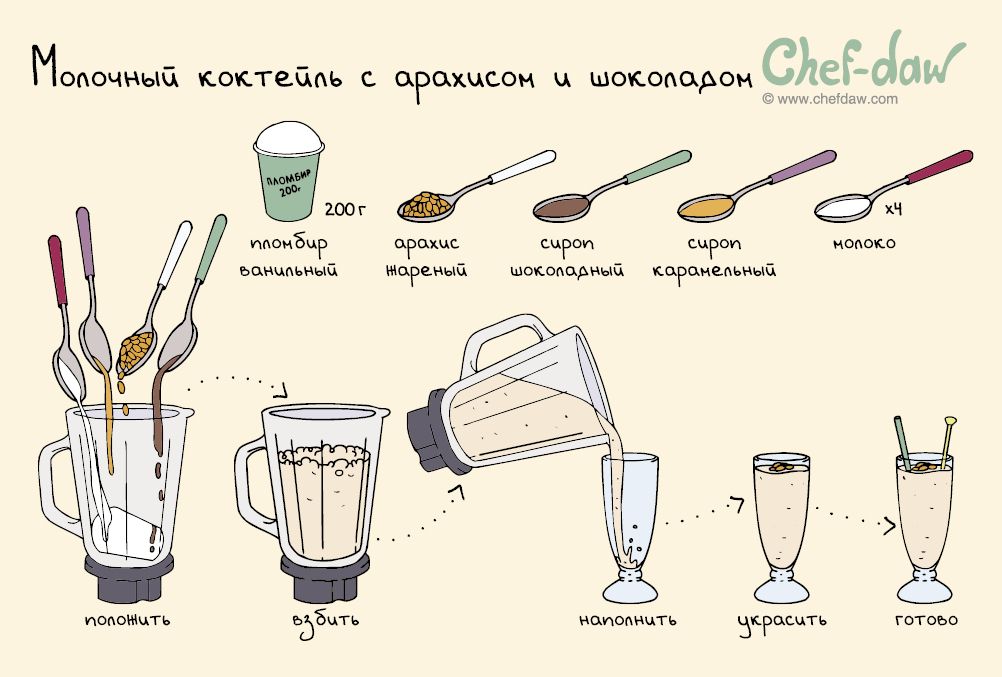 Молочный коктейль с арахисом и шоколадом
Chef-daw
© www.chefdaw.com
ПЛОМБИР
200г
200 г
пломбир
ванильный
арахис
жареный
сироп
шоколадный
сироп
карамельный
x4
молоко
положить
взбить
наполнить
украсить
готово